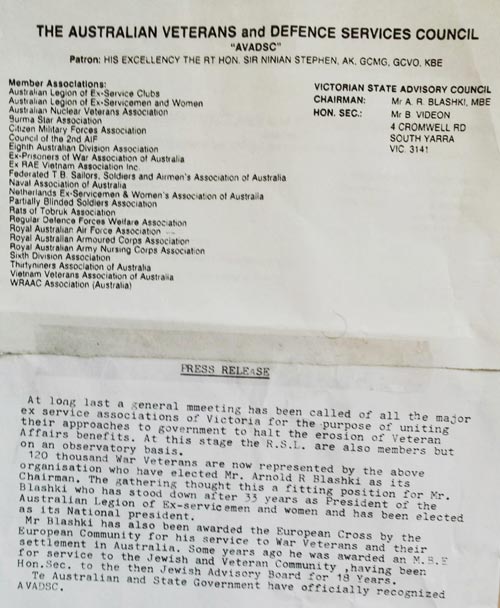 THE AUSTRALIAN VETERANS and DEFENCE SERVICES COUNCIL
"AVADSC"
Patron: HIS EXCELLENCY THE RT HON. SIR NINIAN STEPHEN, AK, GCMG, GCVO, KBE
Member Associations:
Australian Legion of Ex-Service Clubs
Australian Legion of Ex-Servicemen and Women
Australian Nuclear Veterans Association
Burma Star Association
Citizen Military Forces Association
Council of the 2nd AIF
Eighth Australian Division Association
Ex-Prisoners of War Association of Australia
Ex RAE Vietnam Association Inc.
Federated T.B. Sailors, Soldiers and Airmen's Association of Australia
Naval Association of Australia
Netherlands Ex-Servicemen & Women's Association of Australia
Partially Blinded Soldiers Association
Rats of Tobruk Association
Regular Defence Forces Welfare Association
Royal Australian Air Force Association
Royal Australian Armoured Corps Association
Royal Australian Army Nursing Corps Association
Sixth Division Association
Thirtyniners Association of Australia
Vietnam Veterans Association of Australia
WRAAC Association (Australia)
VICTORIAN STATE ADVISORY COUNCIL
CHAIRMAN: Mr A. R. BLASHKI, MBE
HON. SEC.: Mr B. VIDEON
4 CROMWELL RD
SOUTH YARRA
VIC. 3141
PRESS RELEASE
At long last a general mmeeting has been called of all the major
ex service associations of Victoria for the purpose of uniting
their approaches to government to halt the erosion of Veteran
Affairs benefits. At this stage the R.S.L. are also members but
on an observatory basis.
120 thousand War Veterans are now represented by the above
organisation who have elected Mr. Arnold R Blashki as its
Chairman. The gathering thought this a fitting position for Mr.
Blashki who has stood down after 33 years as President of the
Australian Legion of Ex-servicemen and women and has been elected
as its National president.
Mr Blashki has also been awarded the European Cross by the
European Community for his service to War Veterans and their
settlement in Australia. Some years ago he was awarded an M.B.E
for service to the Jewish and Veteran Community ,having been
Hon.Sec. to the then Jewish Advisory Board for 18 Years.
Te Australian and State Government have officially recognized
AVADSC.